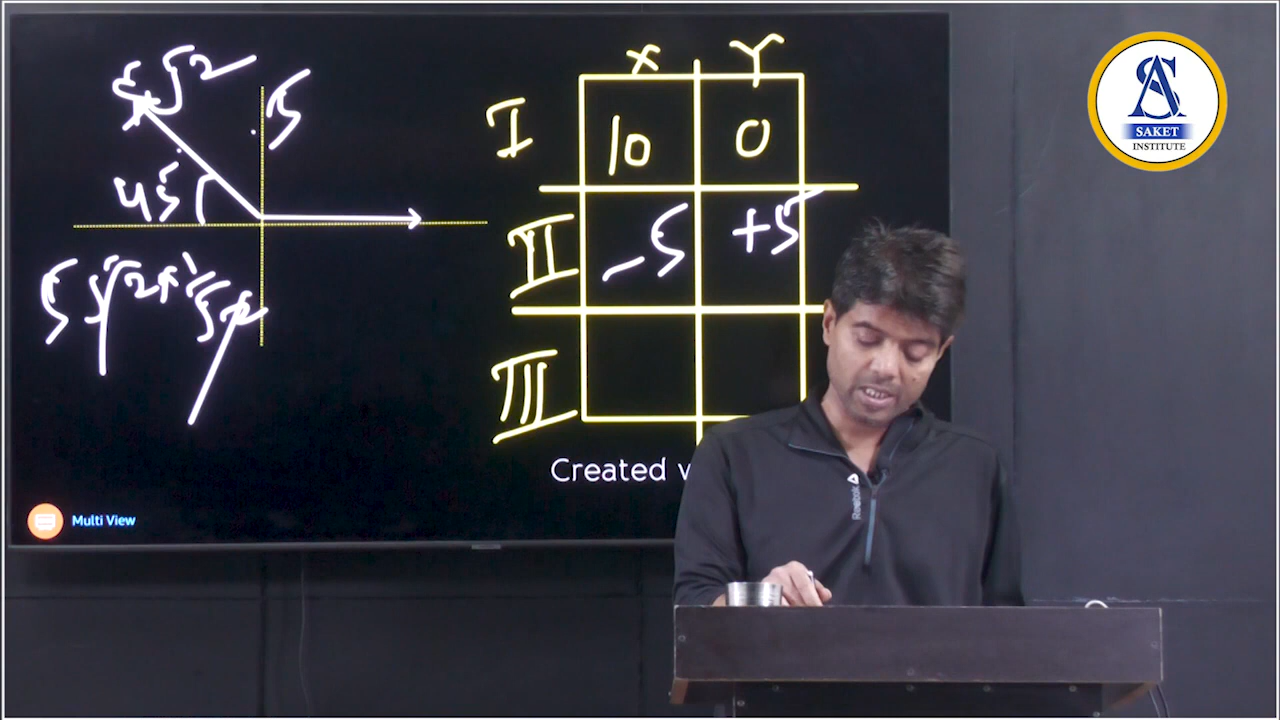 5√2
5
45
5√2 × 1/√2
X Y
I 10 0
II -5 +5
III
Created
Multi View
SA
SAKET
INSTITUTE
Reebok